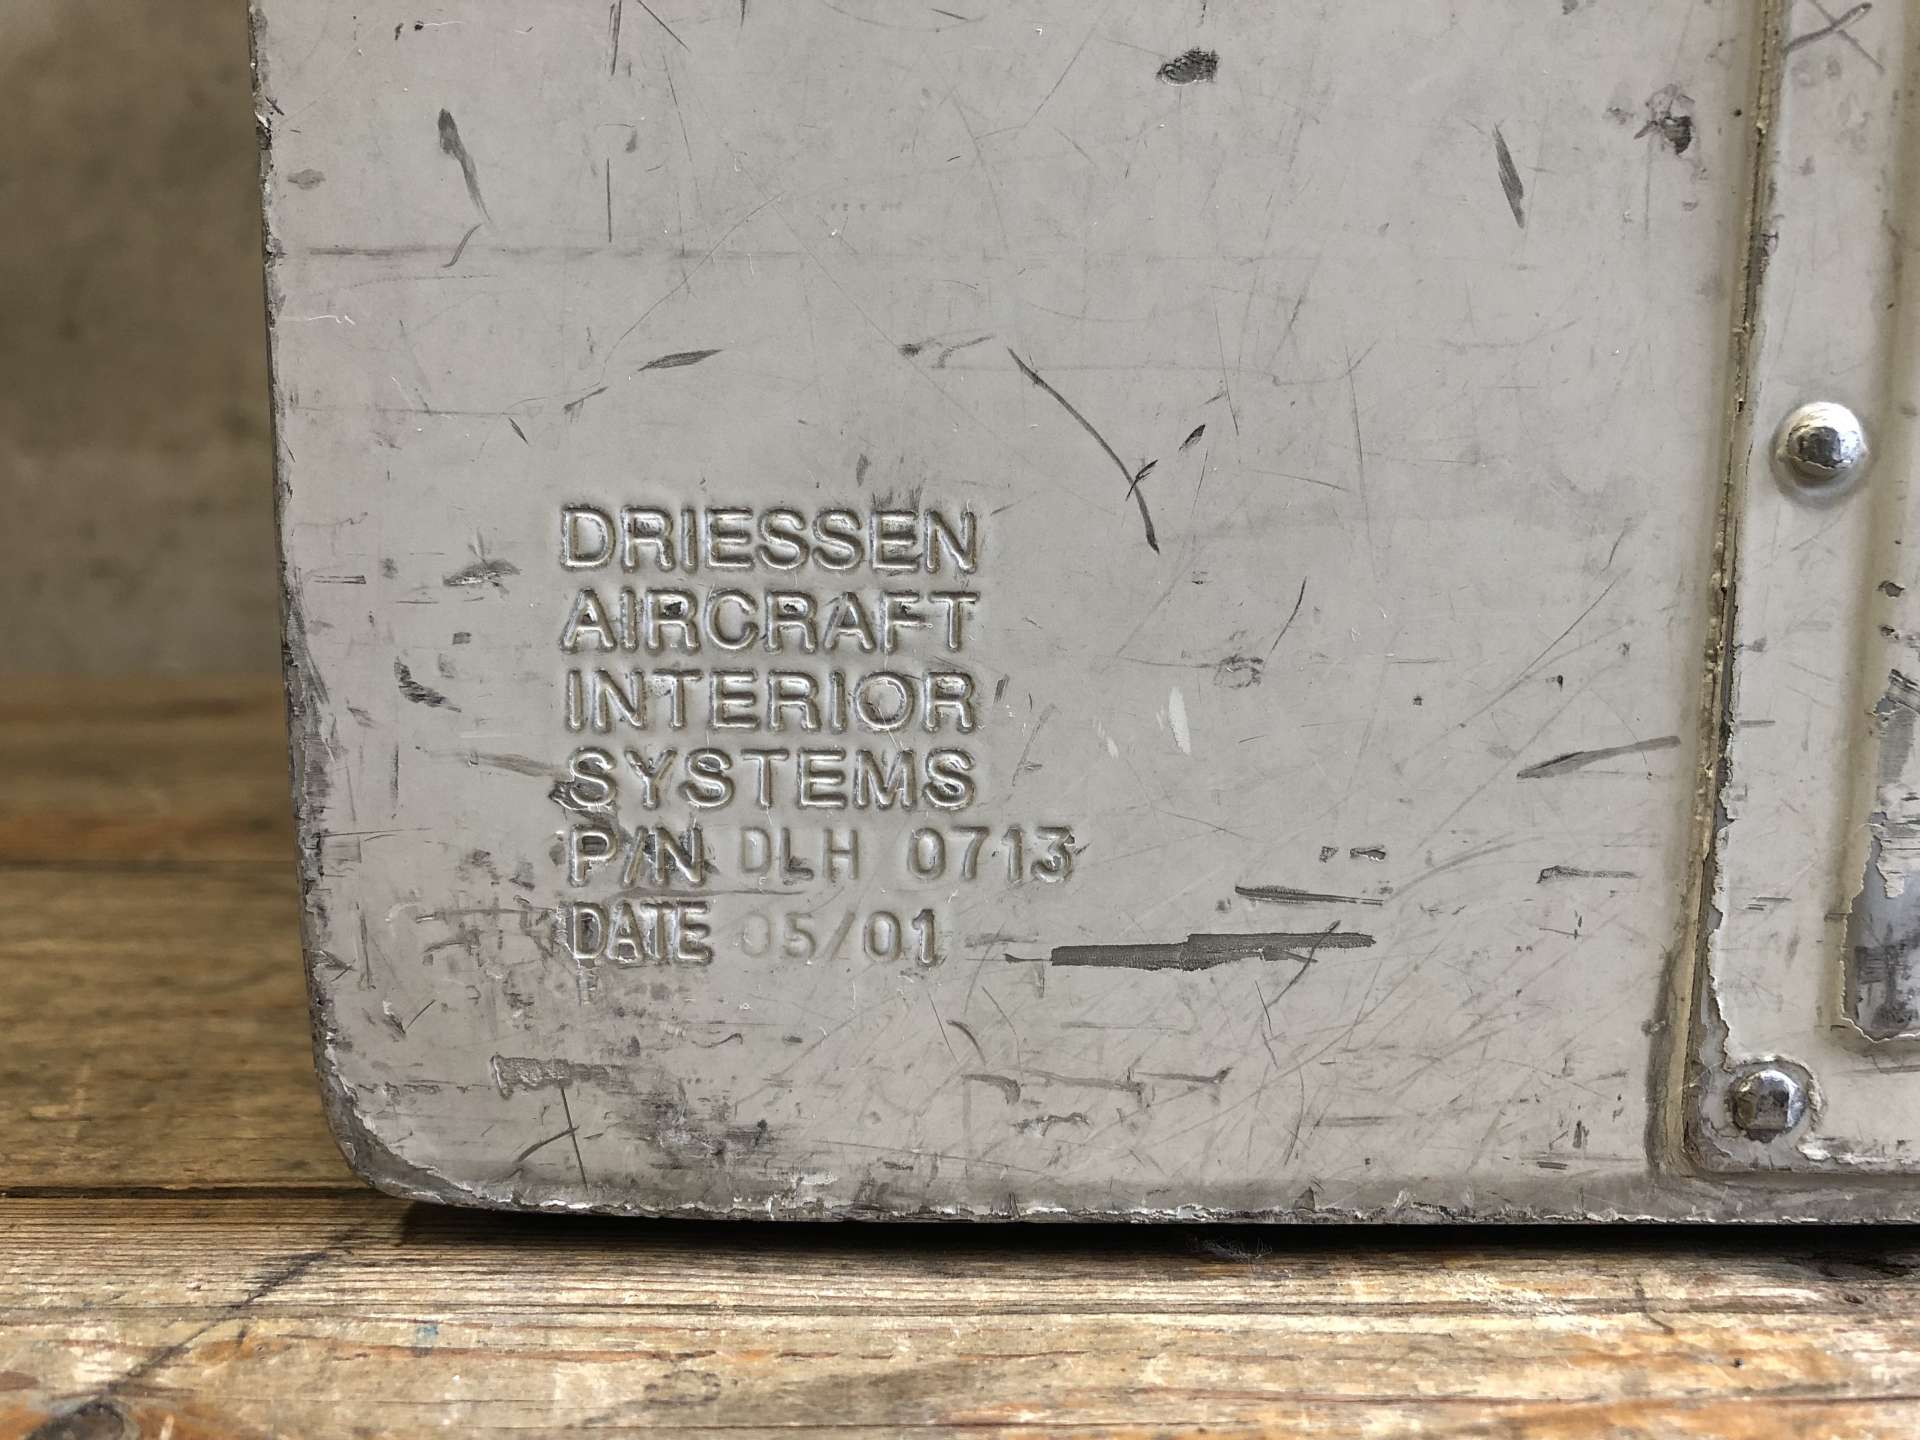 DRIESSEN
AIRCRAFT
INTERIOR
SYSTEMS
P/N DLH 0713
DATE 05/01